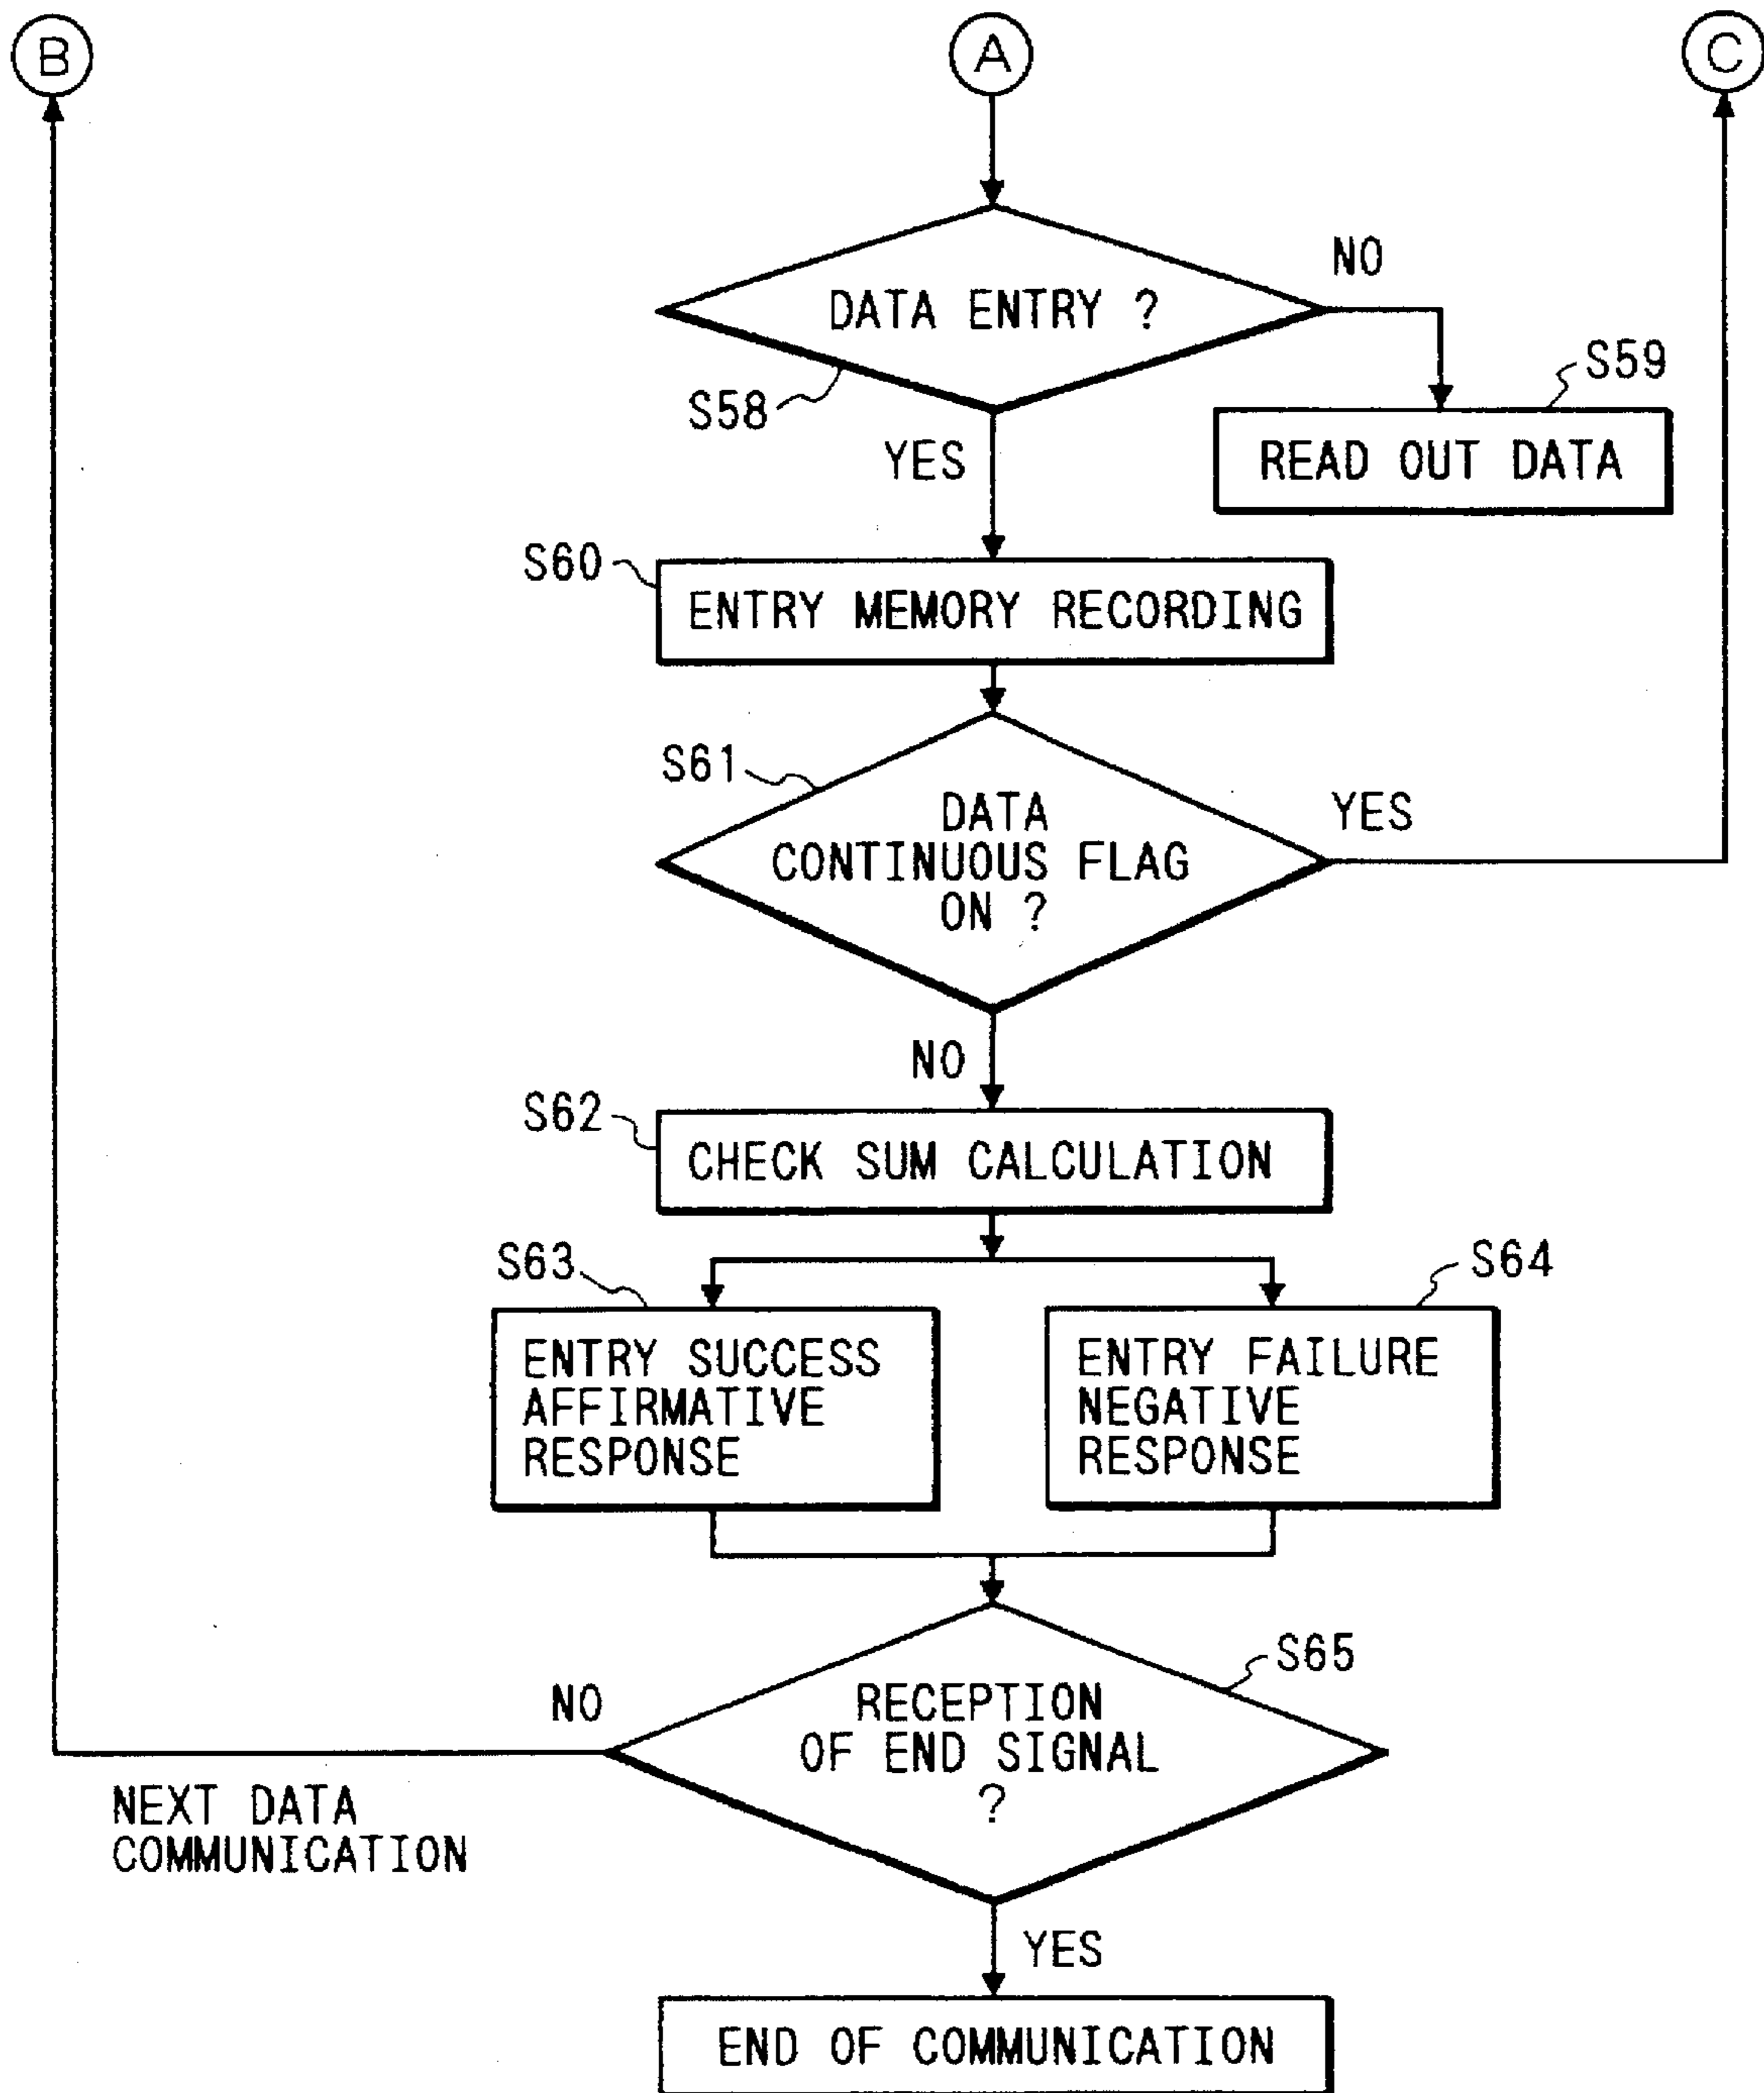 B
A
C
DATA ENTRY ?
NO
S58
S59
YES
READ OUT DATA
S60
ENTRY MEMORY RECORDING
S61
DATA
CONTINUOUS FLAG
ON ?
YES
NO
S62
CHECK SUM CALCULATION
S63
S64
ENTRY SUCCESS
AFFIRMATIVE
RESPONSE
ENTRY FAILURE
NEGATIVE
RESPONSE
S65
NO
RECEPTION
OF END SIGNAL
?
NEXT DATA
COMMUNICATION
YES
END OF COMMUNICATION